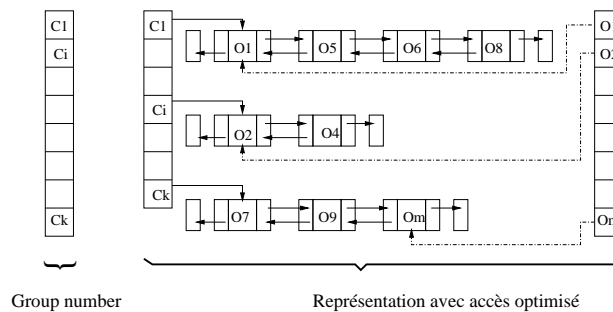 C1
Ci
Ck
C1
Ci
Ck
O1 O5 O6 O8
O2 O4
O7 O9 Om
O2
Group number
Représentation avec accès optimisé